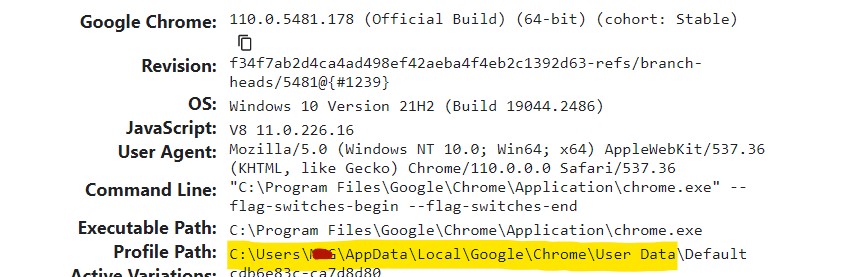 Google Chrome: 110.0.5481.178 (Official Build) (64-bit) (cohort: Stable)
Revision: f34f7ab2d4ca4ad498ef42aeba4f4eb2c1392d63-refs/branch-
heads/5481@{#1239}
OS: Windows 10 Version 21H2 (Build 19044.2486)
JavaScript: V8 11.0.226.16
User Agent: Mozilla/5.0 (Windows NT 10.0; Win64; x64) AppleWebKit/537.36
(KHTML, like Gecko) Chrome/110.0.0.0 Safari/537.36
Command Line: "C:\Program Files\Google\Chrome\Application\chrome.exe" --
flag-switches-begin --flag-switches-end
Executable Path: C:\Program Files\Google\Chrome\Application\chrome.exe
Profile Path: C:\Users\ \AppData\Local\Google\Chrome\User Data\Default
Active Variations: cdb6e83c-ca7d8d80